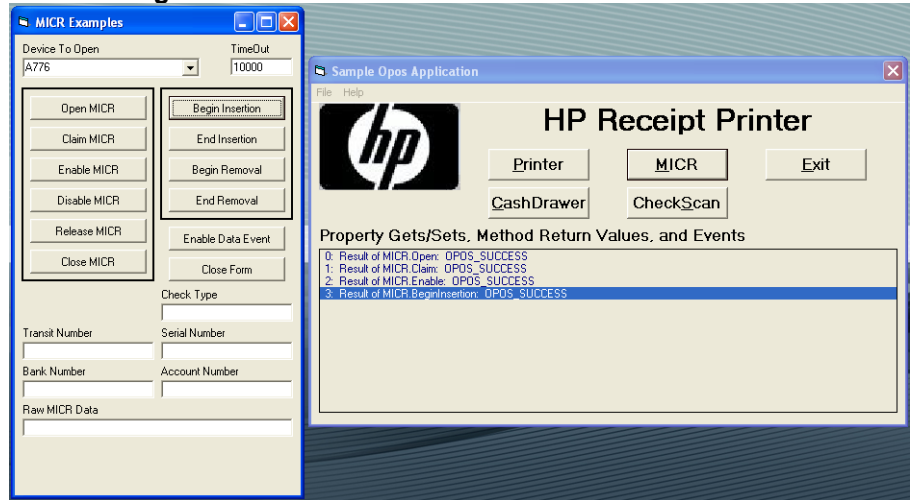 MICR Examples
Device To Open TimeOut
A776 10000
Open MICR Begin Insertion
Claim MICR End Insertion
Enable MICR Begin Removal
Disable MICR End Removal
Release MICR Enable Data Event
Close MICR Close Form
Check Type
Transit Number Serial Number
Bank Number Account Number
Raw MICR Data
Sample Opos Application
File Help
hp
HP Receipt Printer
Printer MICR Exit
CashDrawer CheckScan
Property Gets/Sets, Method Return Values, and Events
0: Result of MICR.Open: OPOS_SUCCESS
1: Result of MICR.Claim: OPOS_SUCCESS
2: Result of MICR.Enable: OPOS_SUCCESS
3: Result of MICR.BeginInsertion: OPOS_SUCCESS